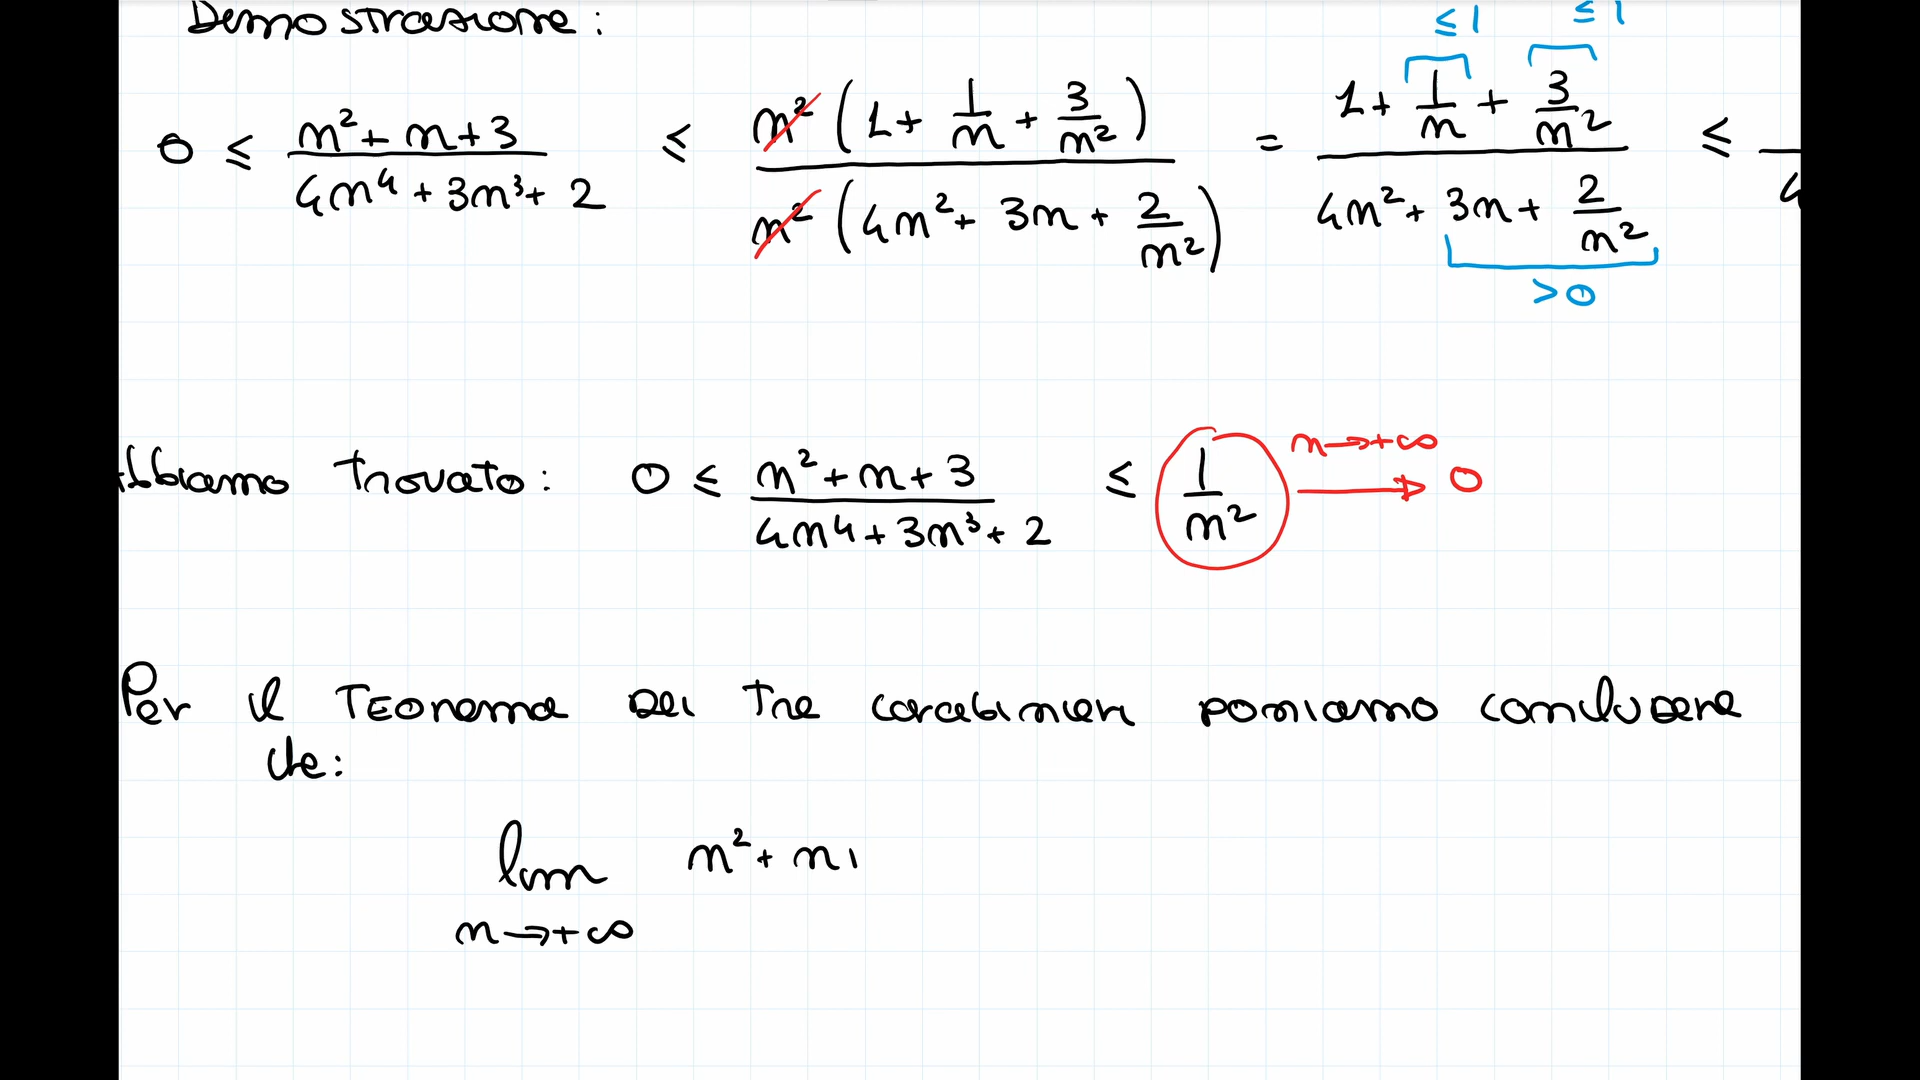 Demostrazione:
≤ 1 ≤ 1
0 ≤ (n² + n + 3)/(4n⁴ + 3n³ + 2) ≤ n²(1 + 1/n + 3/n²)/n²(4n² + 3n + 2/n²) = (1 + 1/n + 3/n²)/(4n² + 3n + 2/n²) ≤
> 0
Abbiamo trovato: 0 ≤ (n² + n + 3)/(4n⁴ + 3n³ + 2) ≤ 1/n² n→+∞ → 0
Per il Teorema dei tre carabinieri possiamo concludere
che:
lim n→+∞ n² + n